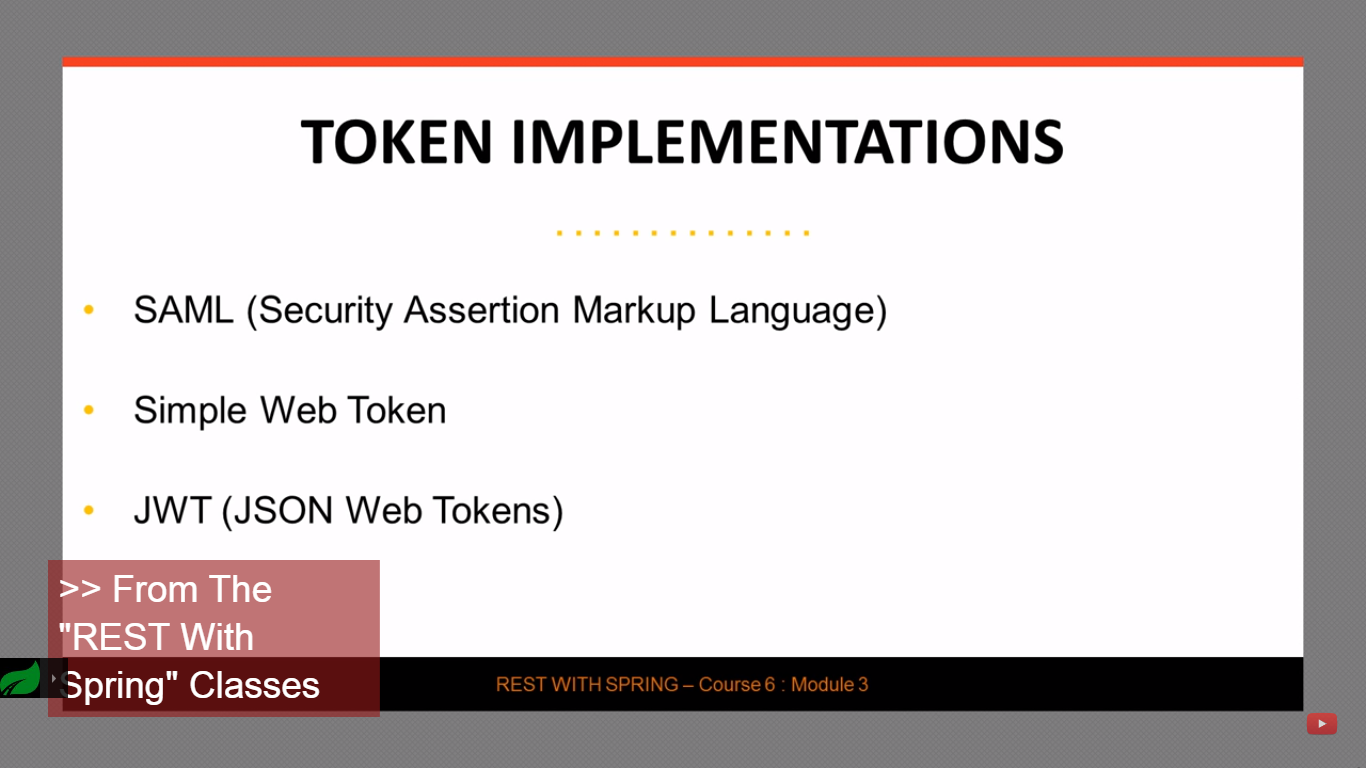 TOKEN IMPLEMENTATIONS
• SAML (Security Assertion Markup Language)
• Simple Web Token
• JWT (JSON Web Tokens)
>> From The
"REST With
Spring" Classes
REST WITH SPRING – Course 6 : Module 3